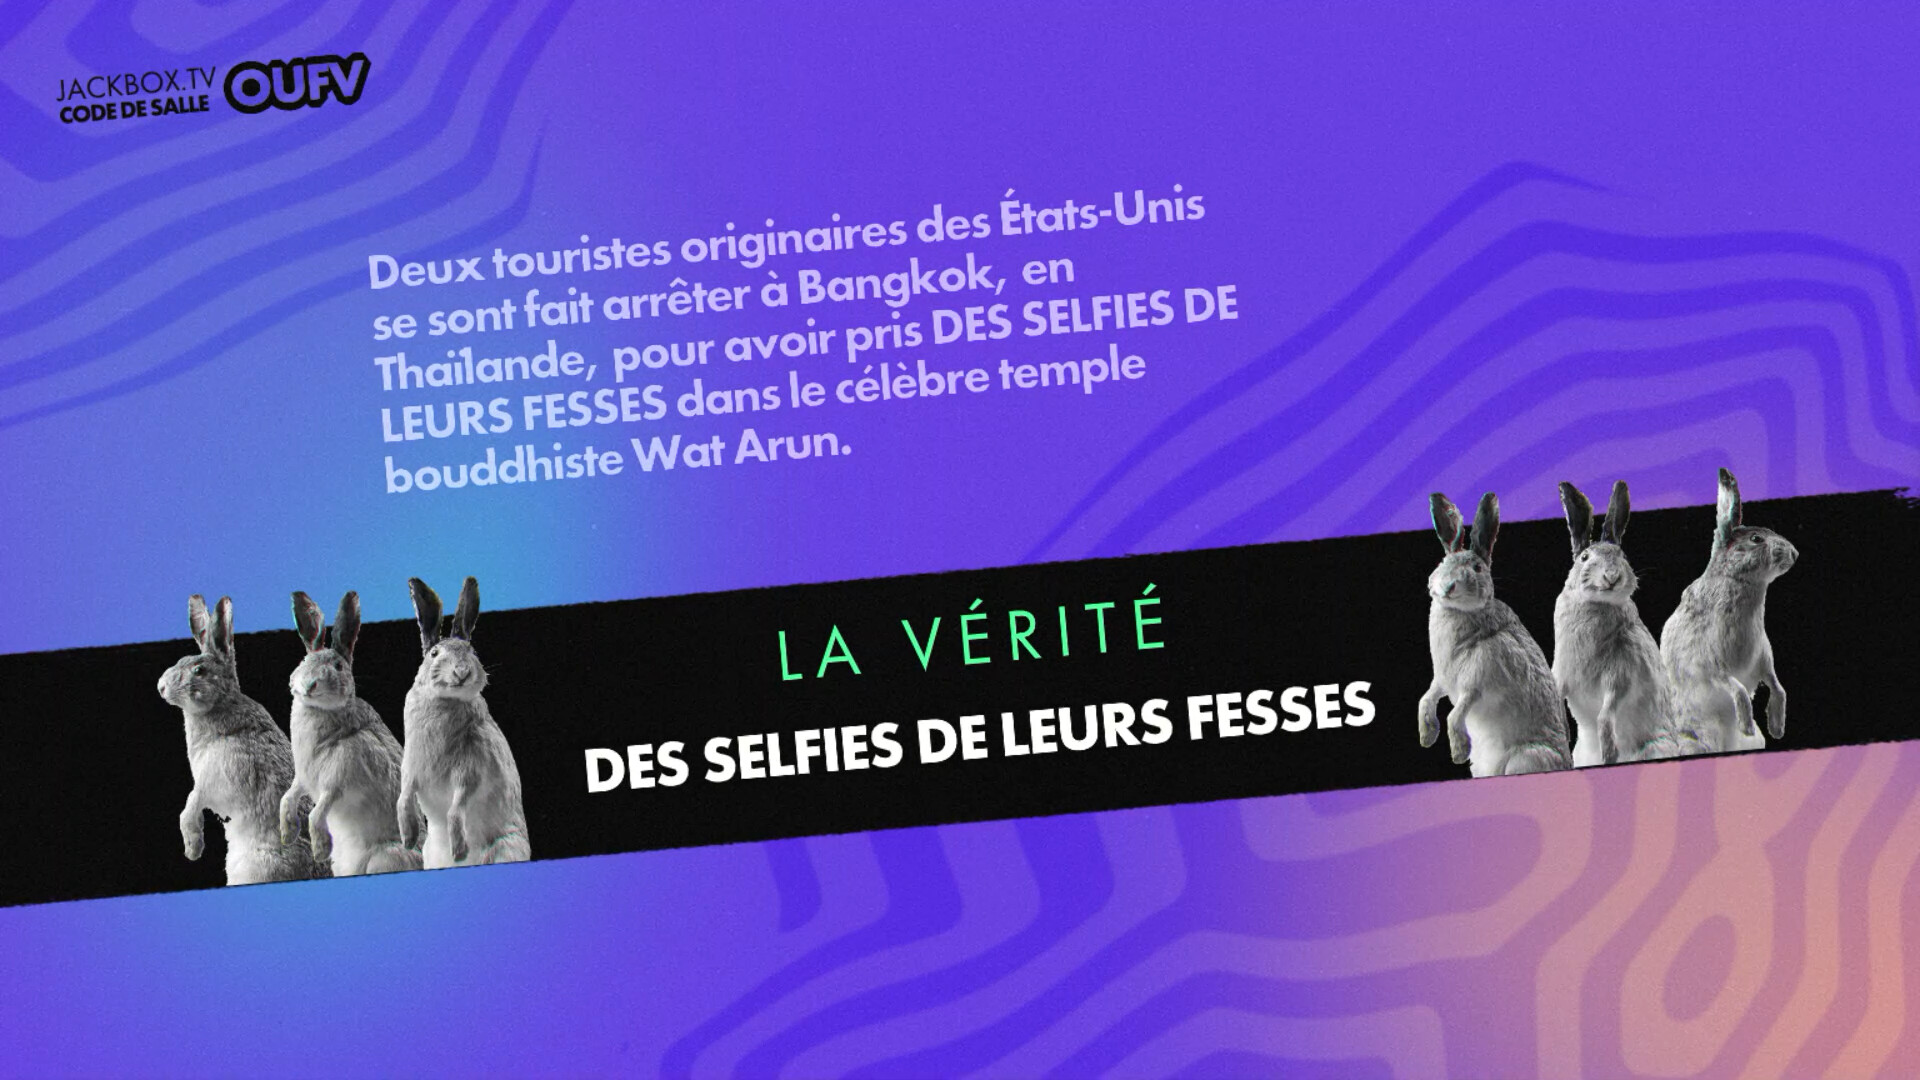 JACKBOX.TV
CODE DE SALLE
OUFV
Deux touristes originaires des États-Unis
se sont fait arrêter à Bangkok, en
Thaïlande, pour avoir pris DES SELFIES DE
LEURS FESSES dans le célèbre temple
bouddhiste Wat Arun.
LA VÉRITÉ
DES SELFIES DE LEURS FESSES